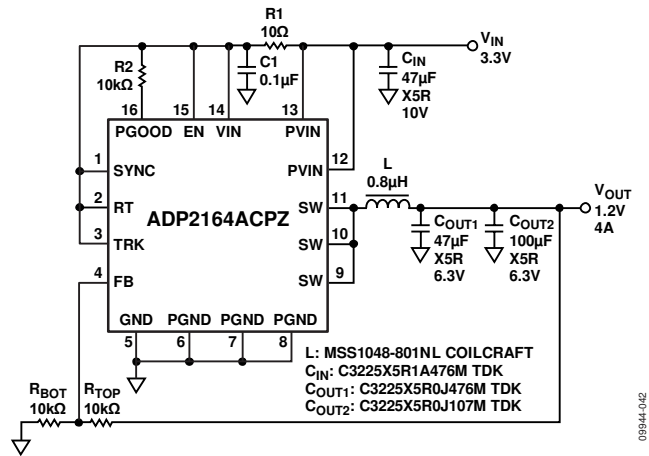 R1
10Ω
VIN
3.3V
R2
10kΩ
C1
0.1µF
CIN
47µF
X5R
10V
16
15
14
13
PGOOD
EN
VIN
PVIN
1
SYNC
PVIN
12
L
0.8µH
2
RT
SW
11
ADP2164ACPZ
VOUT
1.2V
4A
3
TRK
SW
10
COUT1
47µF
X5R
6.3V
COUT2
100µF
X5R
6.3V
4
FB
SW
9
GND
PGND
PGND
PGND
5
6
7
8
L: MSS1048-801NL COILCRAFT
CIN: C3225X5R1A476M TDK
COUT1: C3225X5R0J476M TDK
COUT2: C3225X5R0J107M TDK
RBOT
10kΩ
RTOP
10kΩ
09944-042